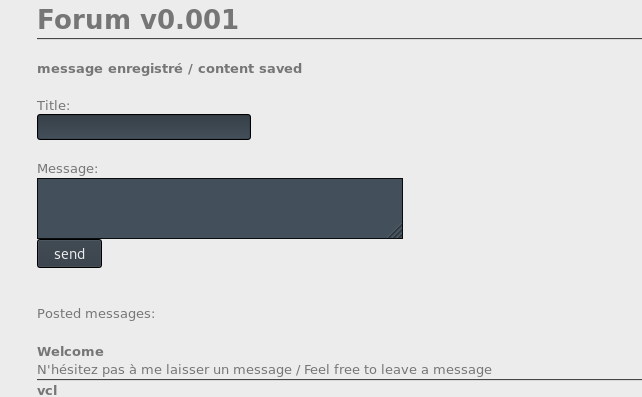 Forum v0.001
message enregistré / content saved
Title:
Message:
send
Posted messages:
Welcome
N'hésitez pas à me laisser un message / Feel free to leave a message
vcl